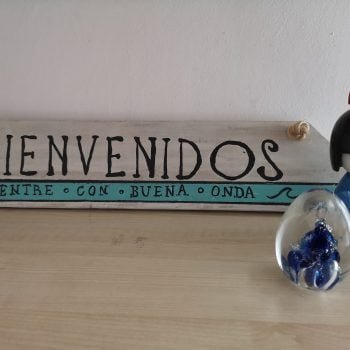 IENVENIDOS
ENTRE ◦ CON ◦ BUENA ◦ ONDA